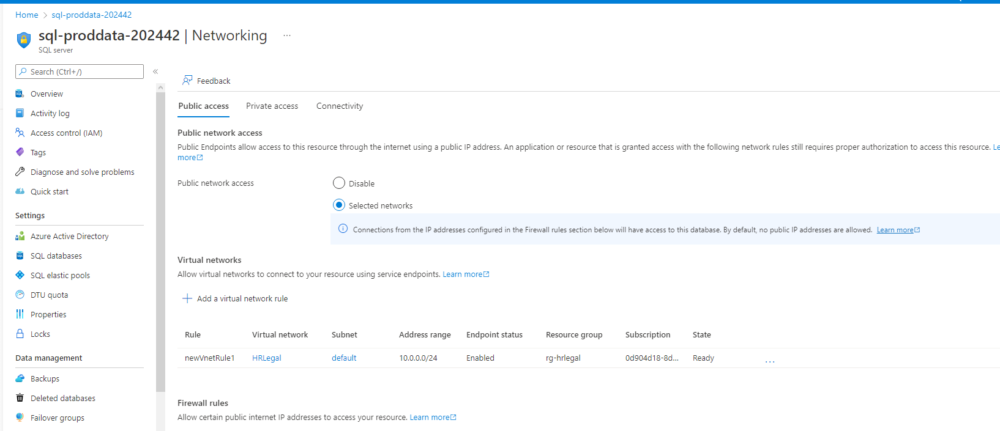 Home > sql-proddata-202442
sql-proddata-202442 | Networking ...
SQL server
Search (Ctrl+/)
«
Overview
Activity log
Access control (IAM)
Tags
Diagnose and solve problems
Quick start
Settings
Azure Active Directory
SQL databases
SQL elastic pools
DTU quota
Properties
Locks
Data management
Backups
Deleted databases
Failover groups
Feedback
Public access Private access Connectivity
Public network access
Public Endpoints allow access to this resource through the internet using a public IP address. An application or resource that is granted access with the following network rules still requires proper authorization to access this resource. Le
more
Public network access
Disable
Selected networks
Connections from the IP addresses configured in the Firewall rules section below will have access to this database. By default, no public IP addresses are allowed. Learn more
Virtual networks
Allow virtual networks to connect to your resource using service endpoints. Learn more
+ Add a virtual network rule
Rule Virtual network Subnet Address range Endpoint status Resource group Subscription State
newVnetRule1 HRLegal default 10.0.0.0/24 Enabled rg-hrlegal 0d904d18-8d... Ready ...
Firewall rules
Allow certain public internet IP addresses to access your resource. Learn more